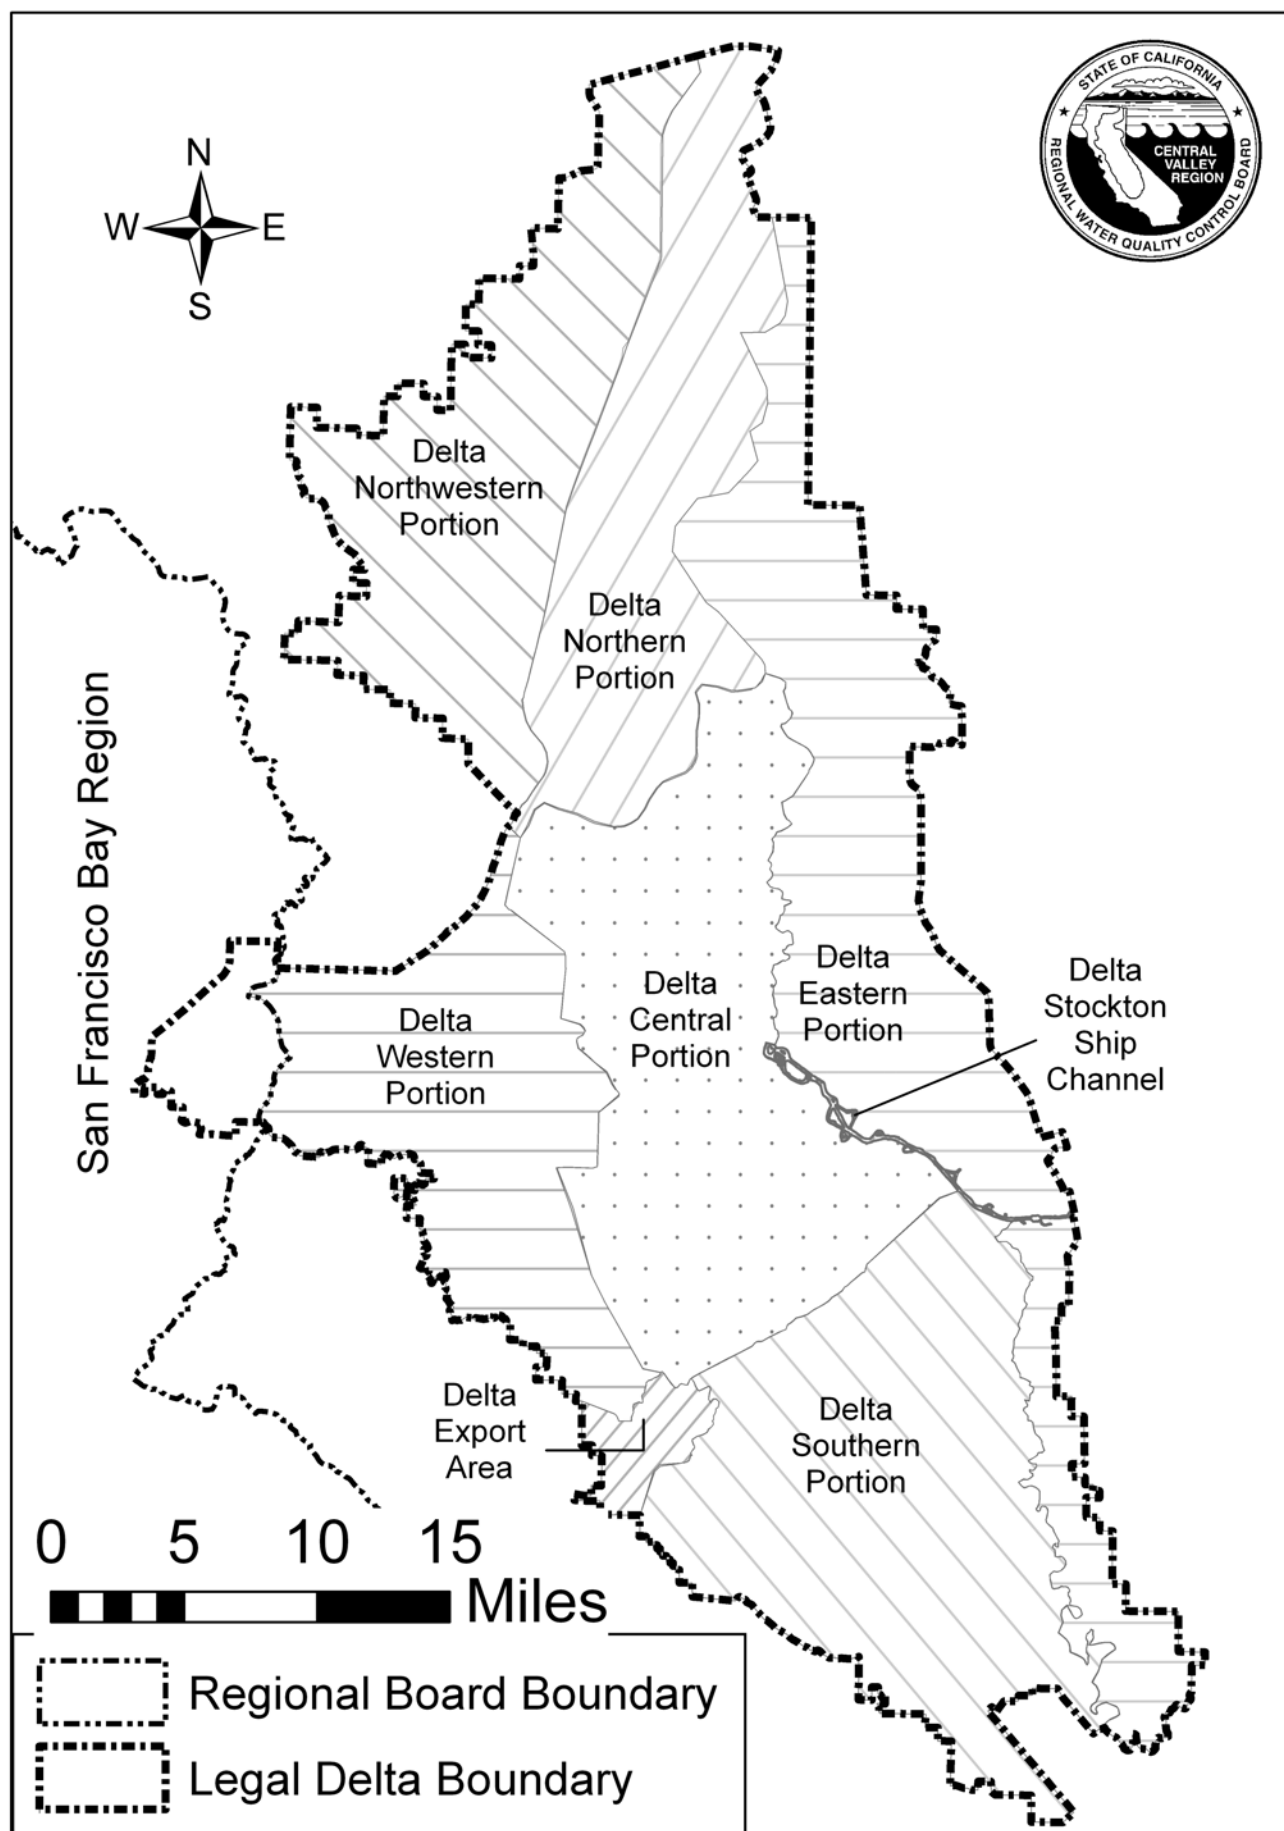 STATE OF CALIFORNIA
REGIONAL WATER QUALITY CONTROL BOARD
CENTRAL
VALLEY
REGION
N
W E
S
Delta
Northwestern
Portion
Delta
Northern
Portion
San Francisco Bay Region
Delta
Western
Portion
Delta
Central
Portion
Delta
Eastern
Portion
Delta
Stockton
Ship
Channel
Delta
Export
Area
Delta
Southern
Portion
0 5 10 15
Miles
Regional Board Boundary
Legal Delta Boundary